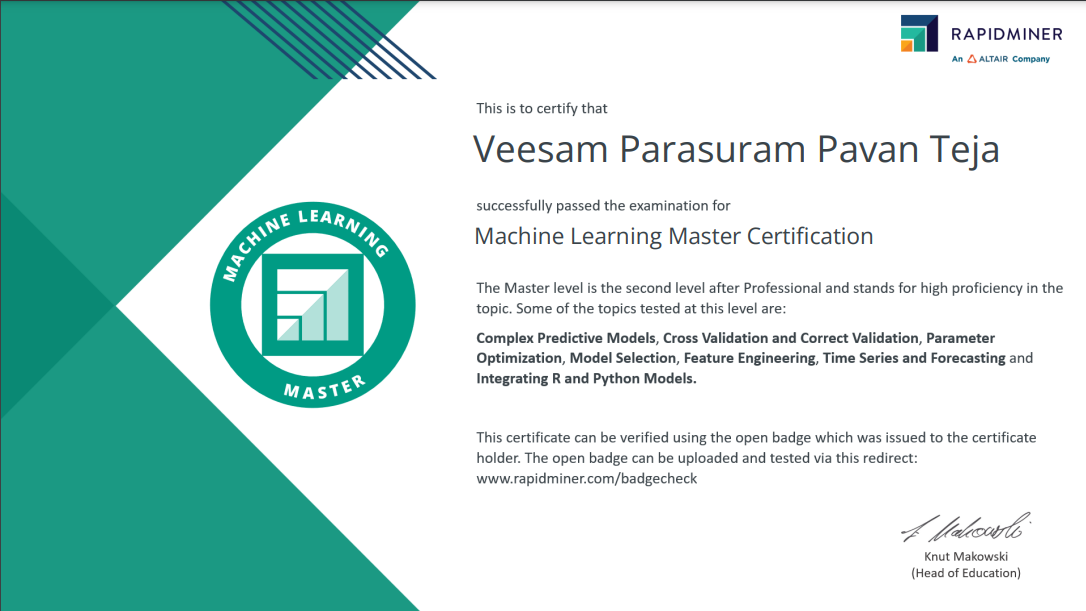 RAPIDMINER
An ALTAIR Company
This is to certify that
Veesam Parasuram Pavan Teja
successfully passed the examination for
Machine Learning Master Certification
MACHINE LEARNING
MASTER
The Master level is the second level after Professional and stands for high proficiency in the
topic. Some of the topics tested at this level are:
Complex Predictive Models, Cross Validation and Correct Validation, Parameter
Optimization, Model Selection, Feature Engineering, Time Series and Forecasting and
Integrating R and Python Models.
This certificate can be verified using the open badge which was issued to the certificate
holder. The open badge can be uploaded and tested via this redirect:
www.rapidminer.com/badgecheck
Knut Makowski
(Head of Education)